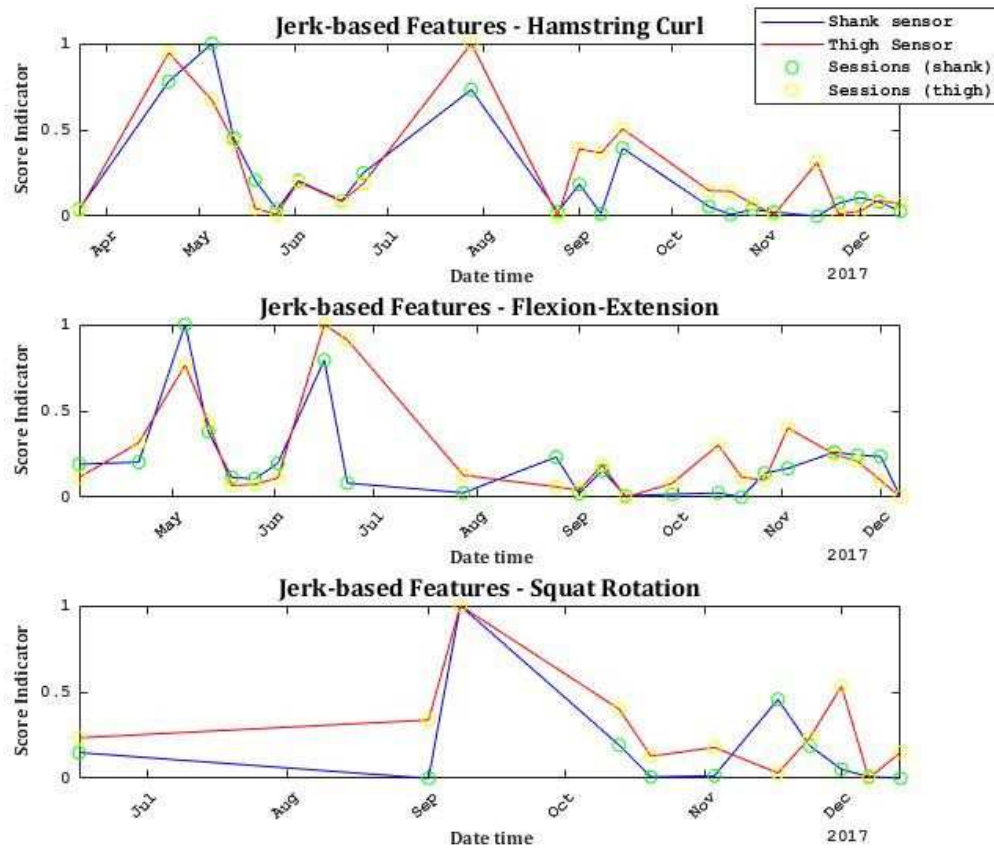 Jerk-based Features - Hamstring Curl
Shank sensor
Thigh Sensor
Sessions (shank)
Sessions (thigh)
1
0.5
0
Score Indicator
Apr May Jun Jul Aug Sep Oct Nov Dec
Date time
2017
Jerk-based Features - Flexion-Extension
1
0.5
0
Score Indicator
May Jun Jul Aug Sep Oct Nov Dec
Date time
2017
Jerk-based Features - Squat Rotation
1
0.5
0
Score Indicator
Jul Aug Sep Oct Nov Dec
Date time
2017